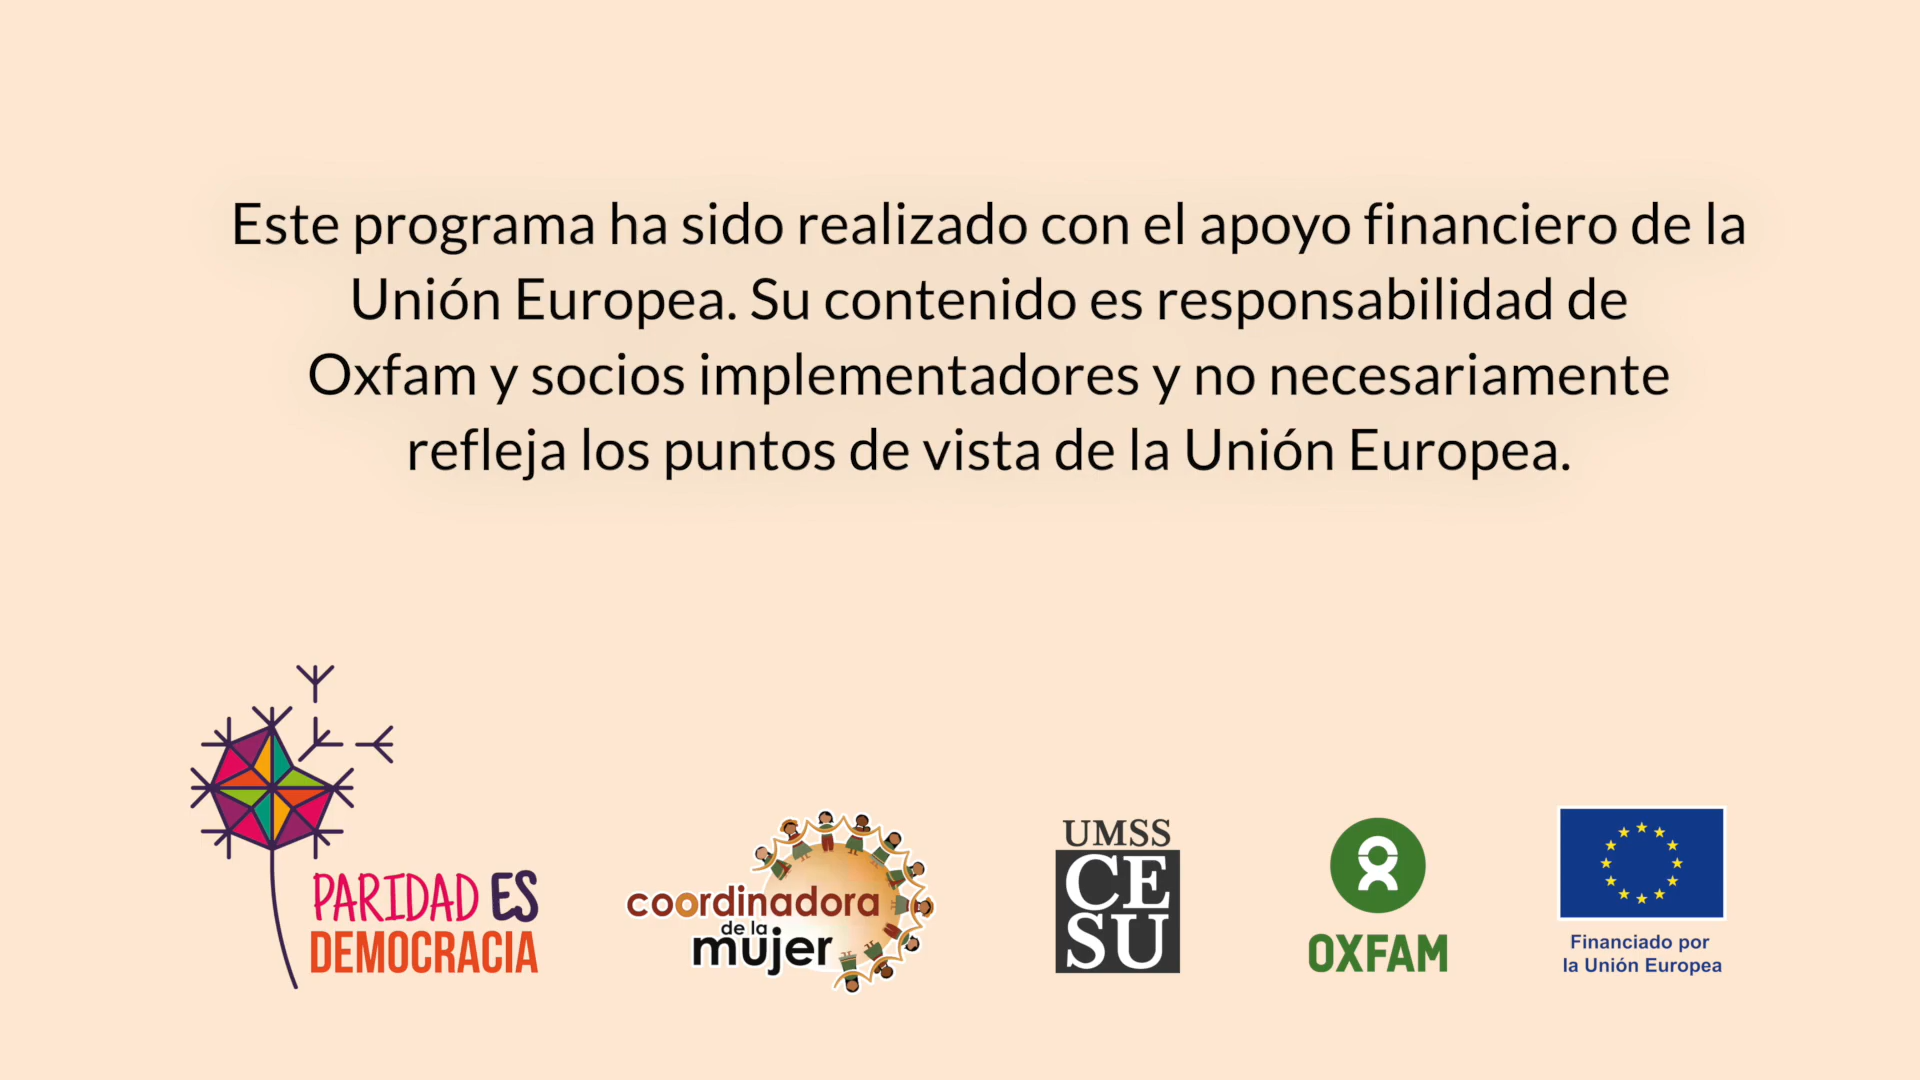 Este programa ha sido realizado con el apoyo financiero de la
Unión Europea. Su contenido es responsabilidad de
Oxfam y socios implementadores y no necesariamente
refleja los puntos de vista de la Unión Europea.
PARIDAD ES
DEMOCRACIA
coordinadora
de la
mujer
UMSS
CE
SU
OXFAM
Financiado por
la Unión Europea